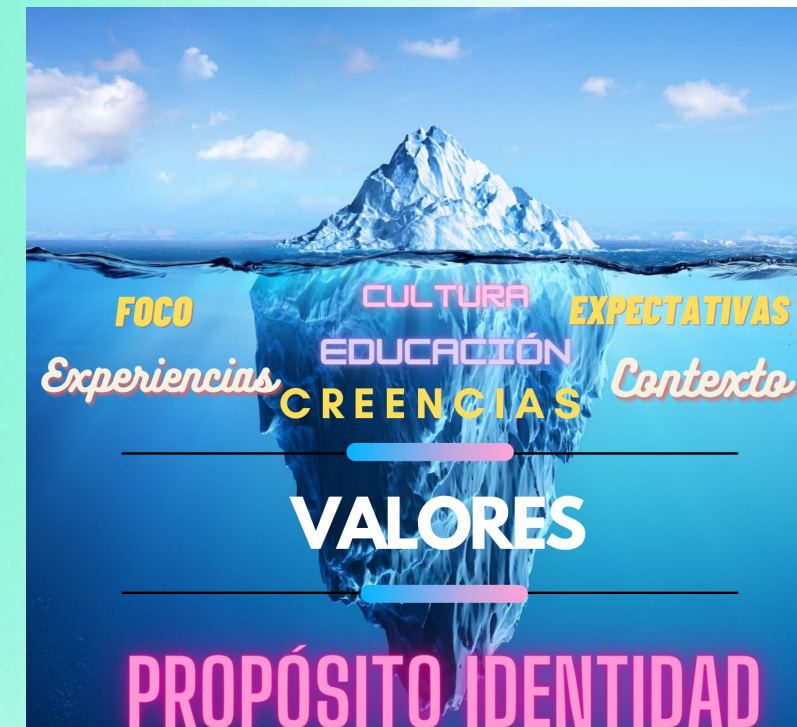 CULTURA
FOCO
EXPECTATIVAS
EDUCACIÓN
Experiencias
Contexto
CREENCIAS
VALORES
PROPÓSITO IDENTIDAD